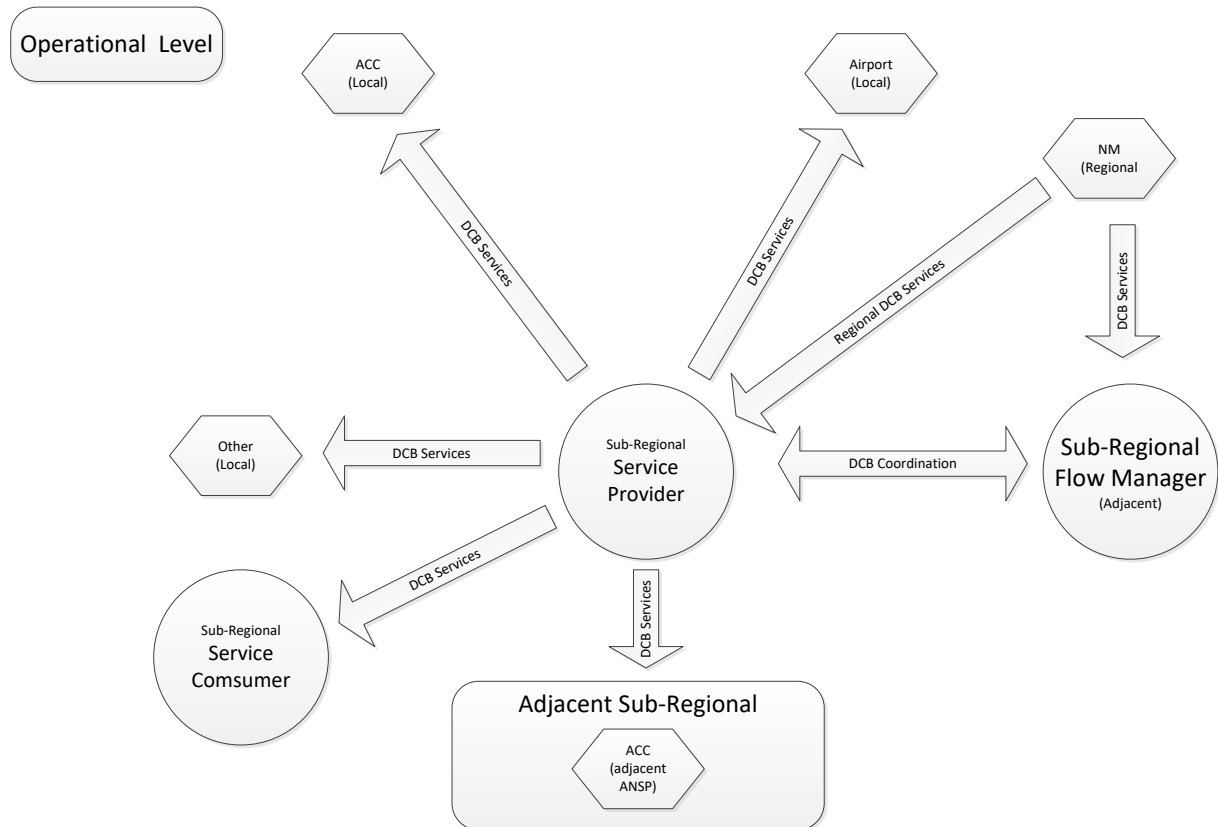 Operational Level
ACC
(Local)
Airport
(Local)
NM
(Regional
DCB Services
DCB Services
Regional DCB Services
DCB Services
Other
(Local)
DCB Services
Sub-Regional
Service
Provider
DCB Coordination
Sub-Regional
Flow Manager
(Adjacent)
DCB Services
DCB Services
Sub-Regional
Service
Comsumer
Adjacent Sub-Regional
ACC
(adjacent
ANSP)